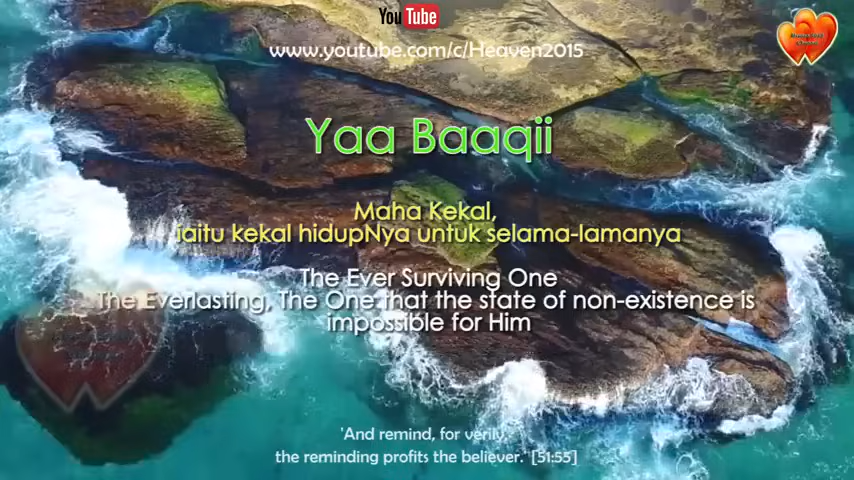 You Tube
www.youtube.com/c/Heaven2015
Yaa Baaqii
Maha Kekal,
iaitu kekal hidupNya untuk selama-lamanya
The Ever Surviving One
The Everlasting, The One that the state of non-existence is
impossible for Him
'And remind, for verily,
the reminding profits the believer.' [51:55]